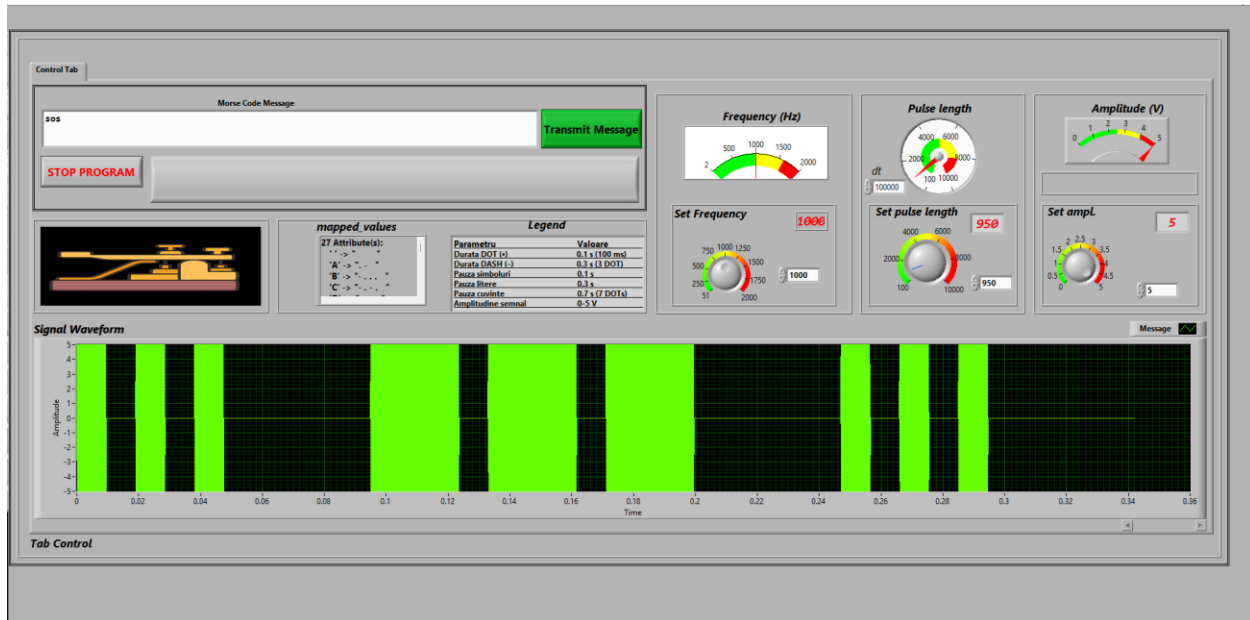 Control Tab
Morse Code Message
sos
Transmit Message
STOP PROGRAM
Frequency (Hz)
2 500 1000 1500 2000
Pulse length
100 2000 4000 6000 8000 10000
dt
100000
Amplitude (V)
0 1 2 3 4 5
mapped_values
27 Attribute(s):
Legend
Parametru Valoare
Durata DOT (•) 0.1 s (100 ms)
Durata DASH (–) 0.3 s (3 DOT)
Pauza simboluri 0.1 s
Pauza litere 0.3 s
Pauza cuvinte 0.7 s (7 DOTs)
Amplitudine semnal 0-5 V
Set Frequency
1000
51 250 500 750 1000 1250 1500 1750 2000
1000
Set pulse length
950
100 2000 4000 6000 8000 10000
950
Set ampl.
5
0 0.5 1 1.5 2 2.5 3 3.5 4 4.5 5
5
Signal Waveform
Message
Amplitude
5
4
3
2
1
0
-1
-2
-3
-4
-5
0 0.02 0.04 0.06 0.08 0.1 0.12 0.14 0.16 0.18 0.2 0.22 0.24 0.26 0.28 0.3 0.32 0.34 0.36
Time
Tab Control